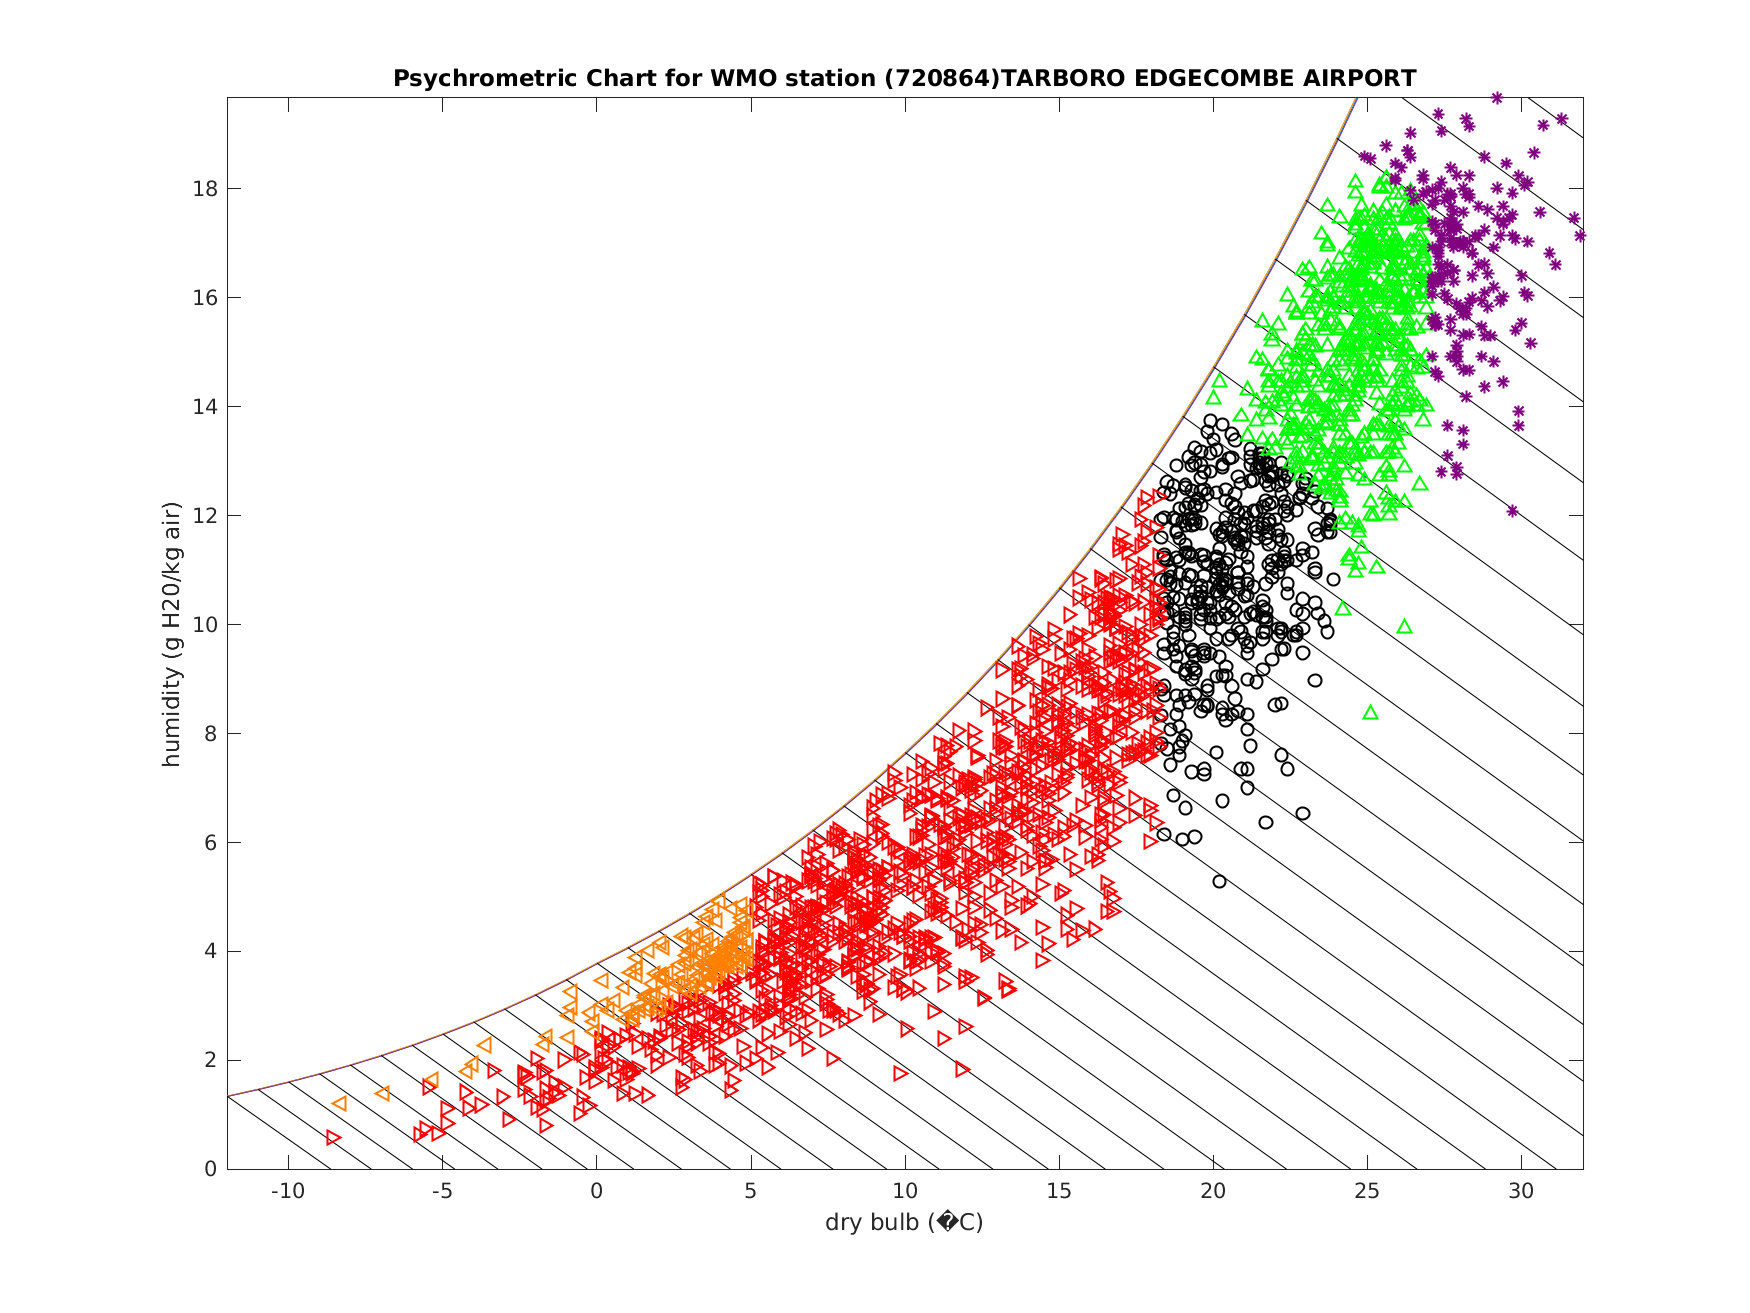 Psychrometric Chart for WMO station (720864)TARBORO EDGECOMBE AIRPORT
humidity (g H20/kg air)
18
16
14
12
10
8
6
4
2
0
-10 -5 0 5 10 15 20 25 30
dry bulb (�C)